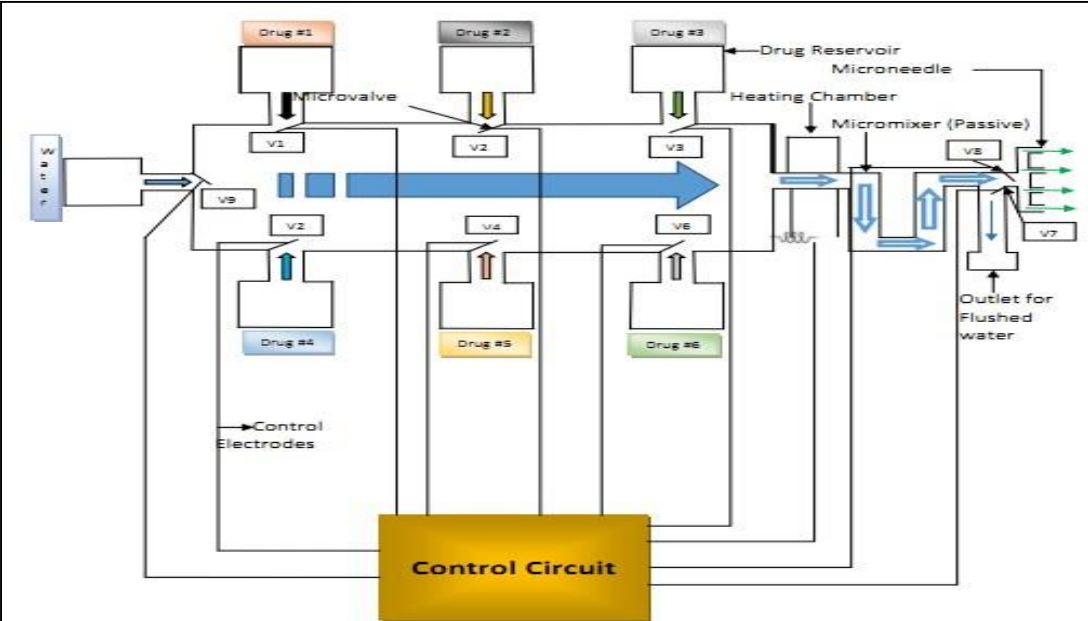 Drug #1
Drug #2
Drug #3
Drug Reservoir
Microneedle
Microvalve
Heating Chamber
Micromixer (Passive)
Water
V1
V2
V3
V8
V9
V2
V4
V6
V7
Outlet for
Flushed
water
Drug #4
Drug #5
Drug #6
Control
Electrodes
Control Circuit